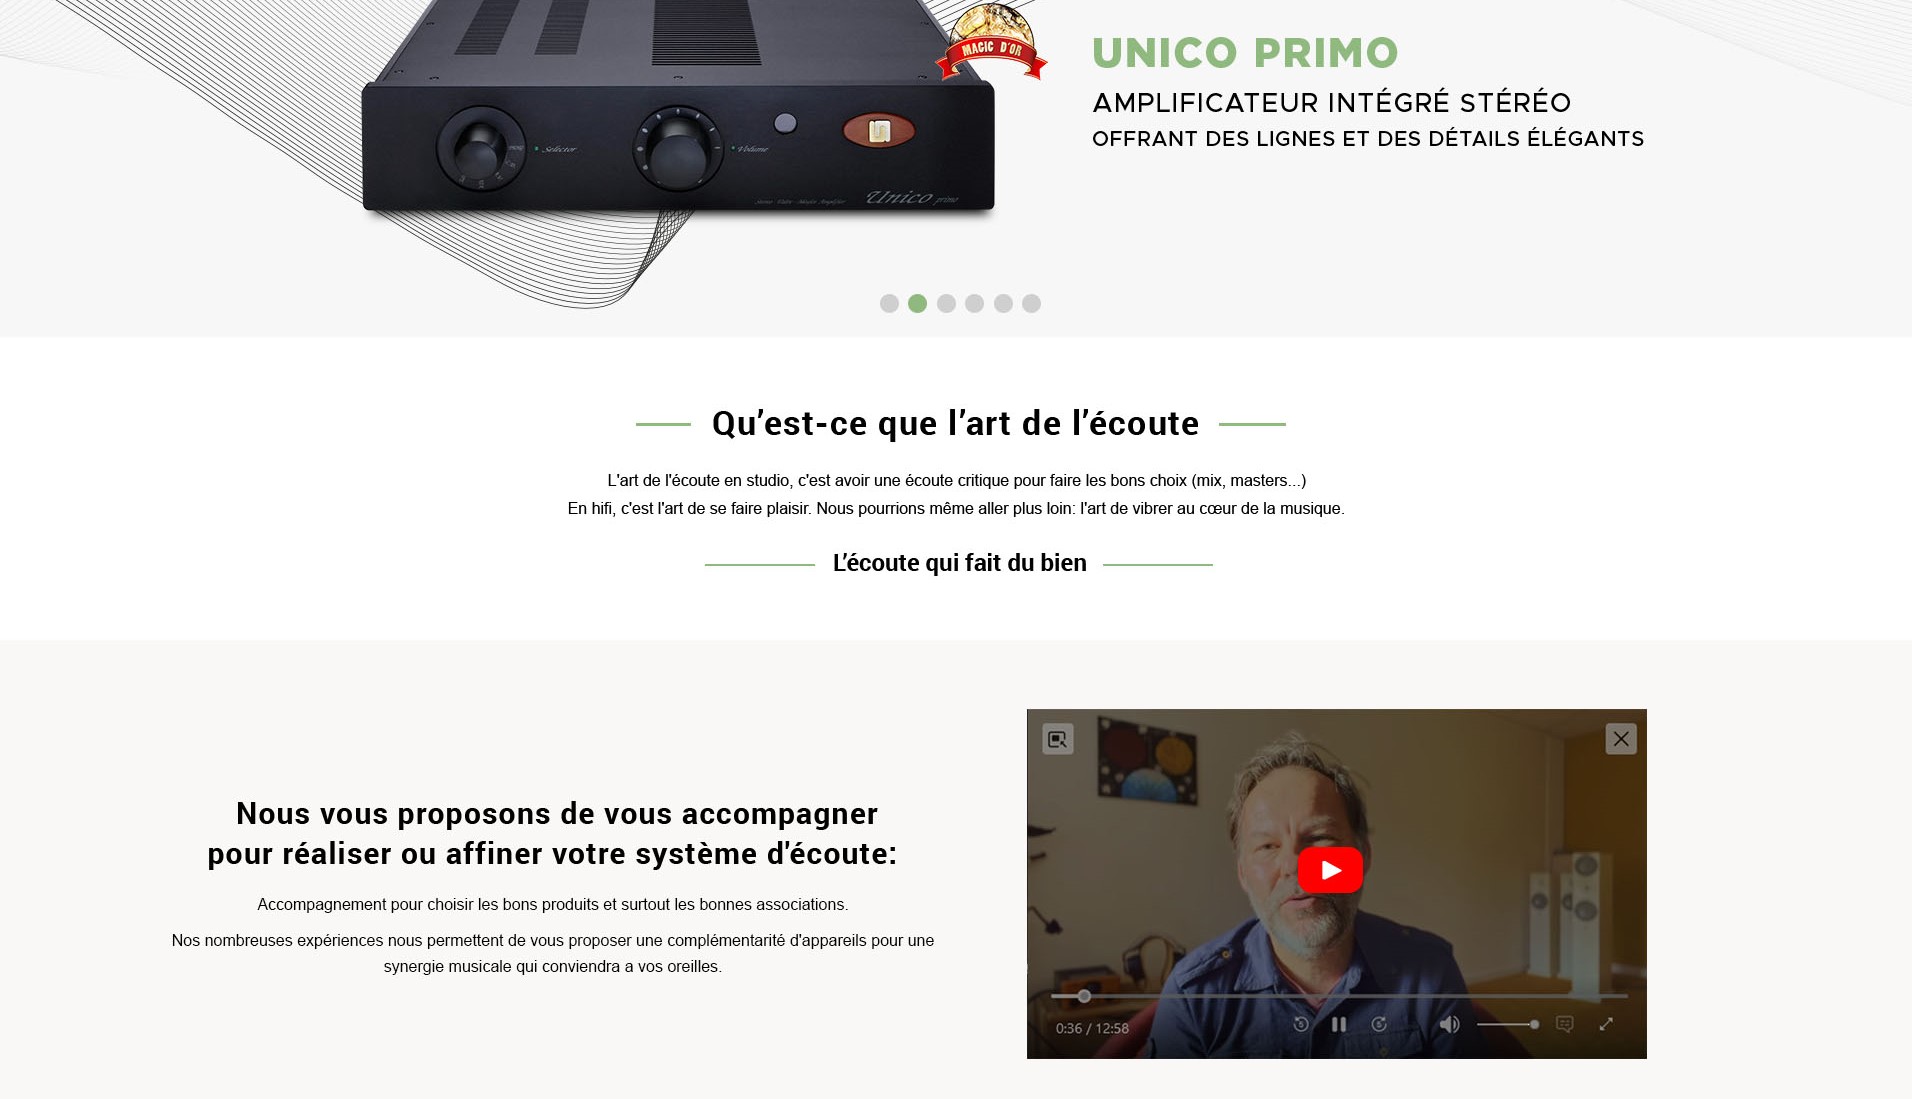 MAGIC D'OR
UNICO PRIMO
AMPLIFICATEUR INTÉGRÉ STÉRÉO
OFFRANT DES LIGNES ET DES DÉTAILS ÉLÉGANTS
Selector
Volume
Unico primo
Qu’est-ce que l’art de l’écoute
L'art de l'écoute en studio, c'est avoir une écoute critique pour faire les bons choix (mix, masters...)
En hifi, c'est l'art de se faire plaisir. Nous pourrions même aller plus loin: l'art de vibrer au cœur de la musique.
L’écoute qui fait du bien
Nous vous proposons de vous accompagner
pour réaliser ou affiner votre système d'écoute:
Accompagnement pour choisir les bons produits et surtout les bonnes associations.
Nos nombreuses expériences nous permettent de vous proposer une complémentarité d'appareils pour une
synergie musicale qui conviendra a vos oreilles.
0:36 / 12:58